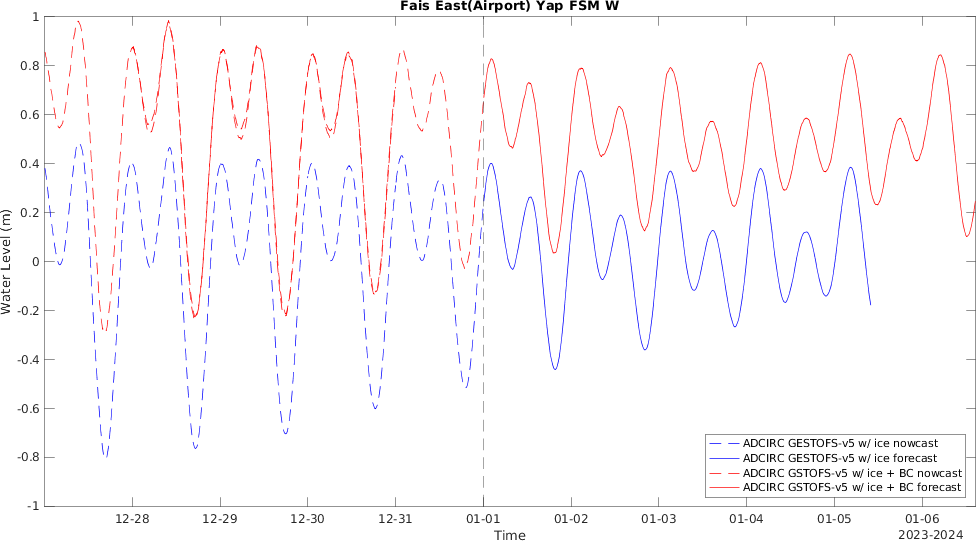 Fais East(Airport) Yap FSM W
1
0.8
0.6
0.4
0.2
0
-0.2
-0.4
-0.6
-0.8
-1
Water Level (m)
ADCIRC GESTOFS-v5 w/ ice nowcast
ADCIRC GESTOFS-v5 w/ ice forecast
ADCIRC GSTOFS-v5 w/ ice + BC nowcast
ADCIRC GSTOFS-v5 w/ ice + BC forecast
12-28 12-29 12-30 12-31 01-01 01-02 01-03 01-04 01-05 01-06
Time
2023-2024